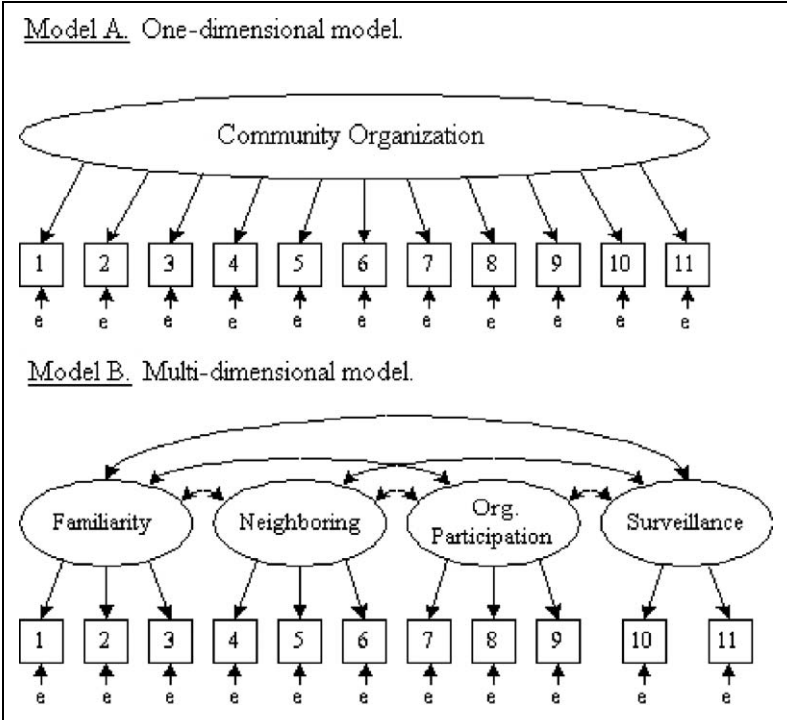 Model A. One-dimensional model.
Community Organization
1 2 3 4 5 6 7 8 9 10 11
e e e e e e e e e e e
Model B. Multi-dimensional model.
Familiarity Neighboring Org. Participation Surveillance
1 2 3 4 5 6 7 8 9 10 11
e e e e e e e e e e e